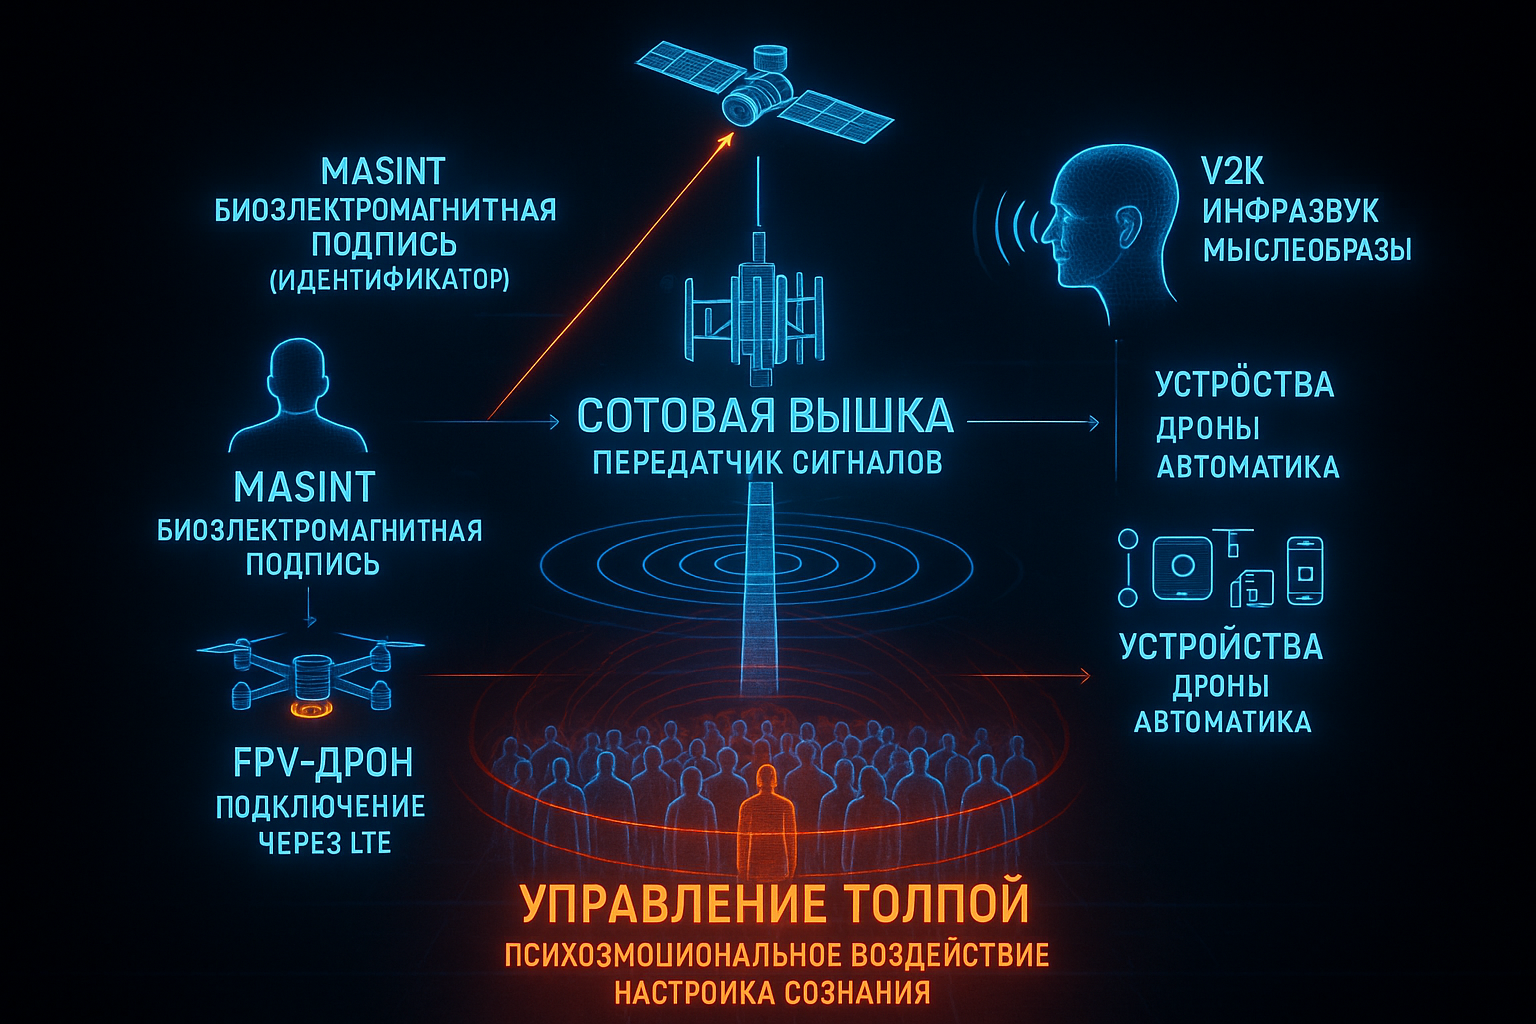 MASINT
БИОЗЛЕКТРОМАГНИТНАЯ
ПОДПИСЬ
(ИДЕНТИФИКАТОР)
V2K
ИНФРАЗВУК
МЫСЛЕОБРАЗЫ
СОТОВАЯ ВЫШКА
ПЕРЕДАТЧИК СИГНАЛОВ
УСТРÖСТВА
ДРОНЫ
АВТОМАТИКА
MASINT
БИОЗЛЕКТРОМАГНИТНАЯ
ПОДПИСЬ
УСТРОЙСТВА
ДРОНЫ
АВТОМАТИКА
FPV-ДРОН
ПОДКЛЮЧЕНИЕ
ЧЕРЕЗ LTE
УПРАВЛЕНИЕ ТОЛПОЙ
ПСИХОЗМОЦИОНАЛЬНОЕ ВОЗДЕЙСТВИЕ
НАСТРОИКА СОЗНАНИЯ